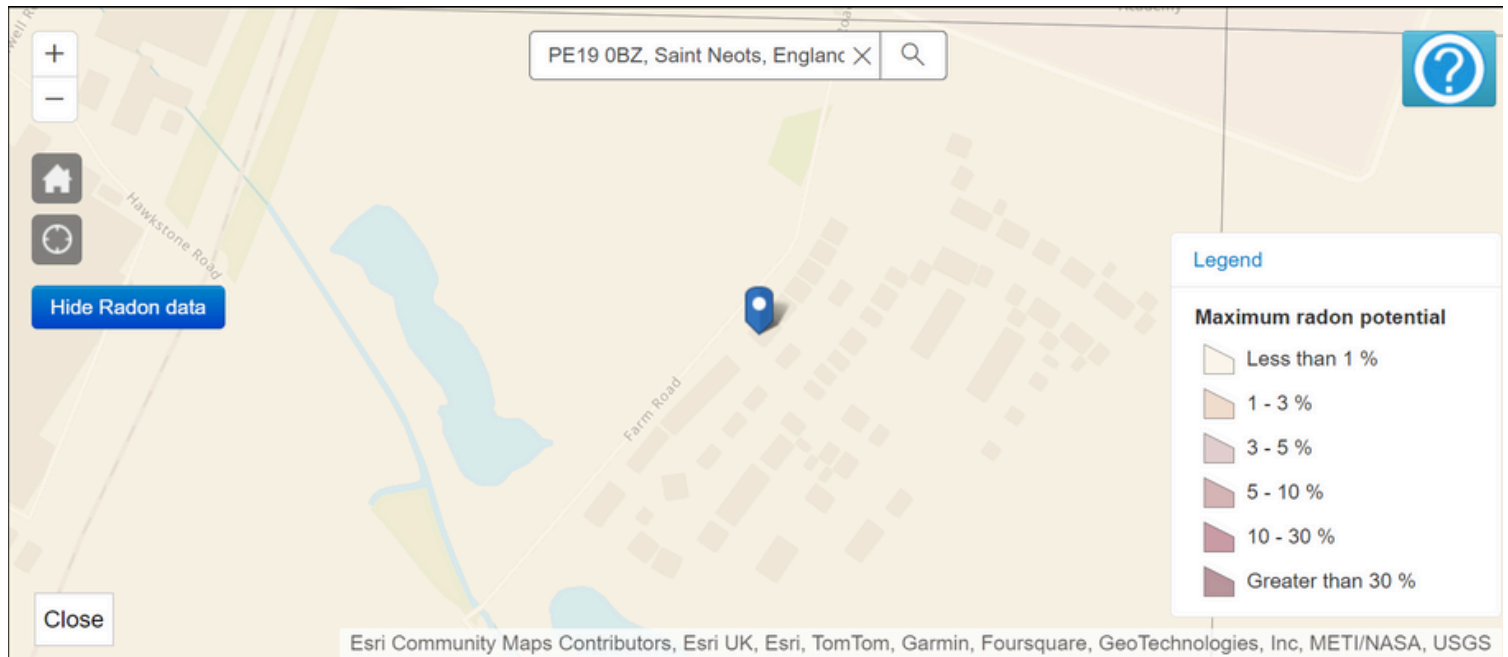 +
PE19 0BZ, Saint Neots, Englanc
?
−
Hawkstone Road
Hide Radon data
Farm Road
Legend
Maximum radon potential
Less than 1 %
1 - 3 %
3 - 5 %
5 - 10 %
10 - 30 %
Greater than 30 %
Close
Esri Community Maps Contributors, Esri UK, Esri, TomTom, Garmin, Foursquare, GeoTechnologies, Inc, METI/NASA, USGS